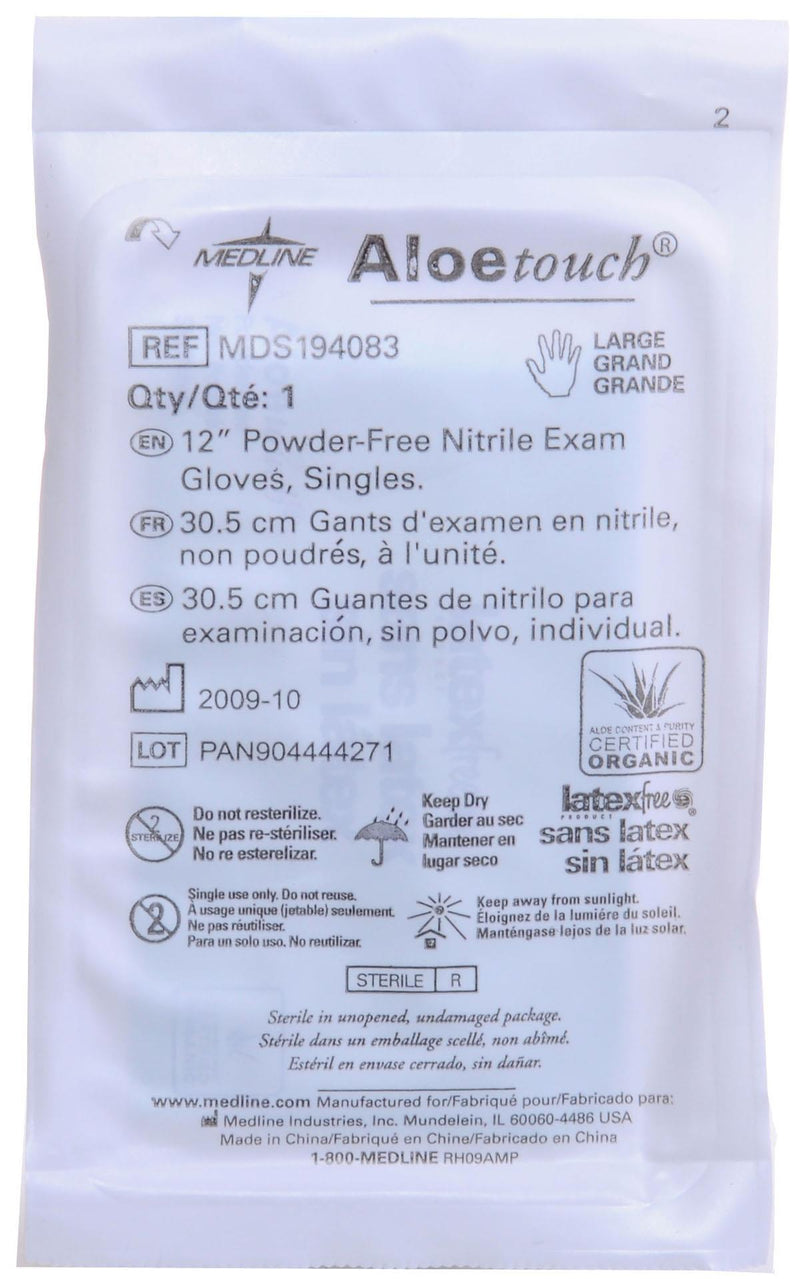 2
MEDLINE
Aloetouch®
REF MDS194083
LARGE
GRAND
GRANDE
Qty/Qté: 1
EN 12” Powder-Free Nitrile Exam
Gloves, Singles.
FR 30.5 cm Gants d'examen en nitrile,
non poudrés, à l'unité.
ES 30.5 cm Guantes de nitrilo para
examinación, sin polvo, individual.
2009-10
LOT PAN904444271
ALOE CONTENT & PURITY
CERTIFIED
ORGANIC
2
STERILIZE
Do not resterilize.
Ne pas re-stériliser.
No re esterelizar.
Keep Dry
Garder au sec
Mantener en
lugar seco
latexfree
PRODUCT
sans latex
sin látex
2
Single use only. Do not reuse.
À usage unique (jetable) seulement.
Ne pas réutiliser.
Para un solo uso. No reutilizar.
Keep away from sunlight.
Éloignez de la lumiére du soleil.
Manténgase lejos de la luz solar.
STERILE R
Sterile in unopened, undamaged package.
Stérile dans un emballage scellé, non abîmé.
Estéril en envase cerrado, sin dañar.
www.medline.com Manufactured for/Fabriqué pour/Fabricado para:
Medline Industries, Inc. Mundelein, IL 60060-4486 USA
Made in China/Fabriqué en Chine/Fabricado en China
1-800-MEDLINE RH09AMP